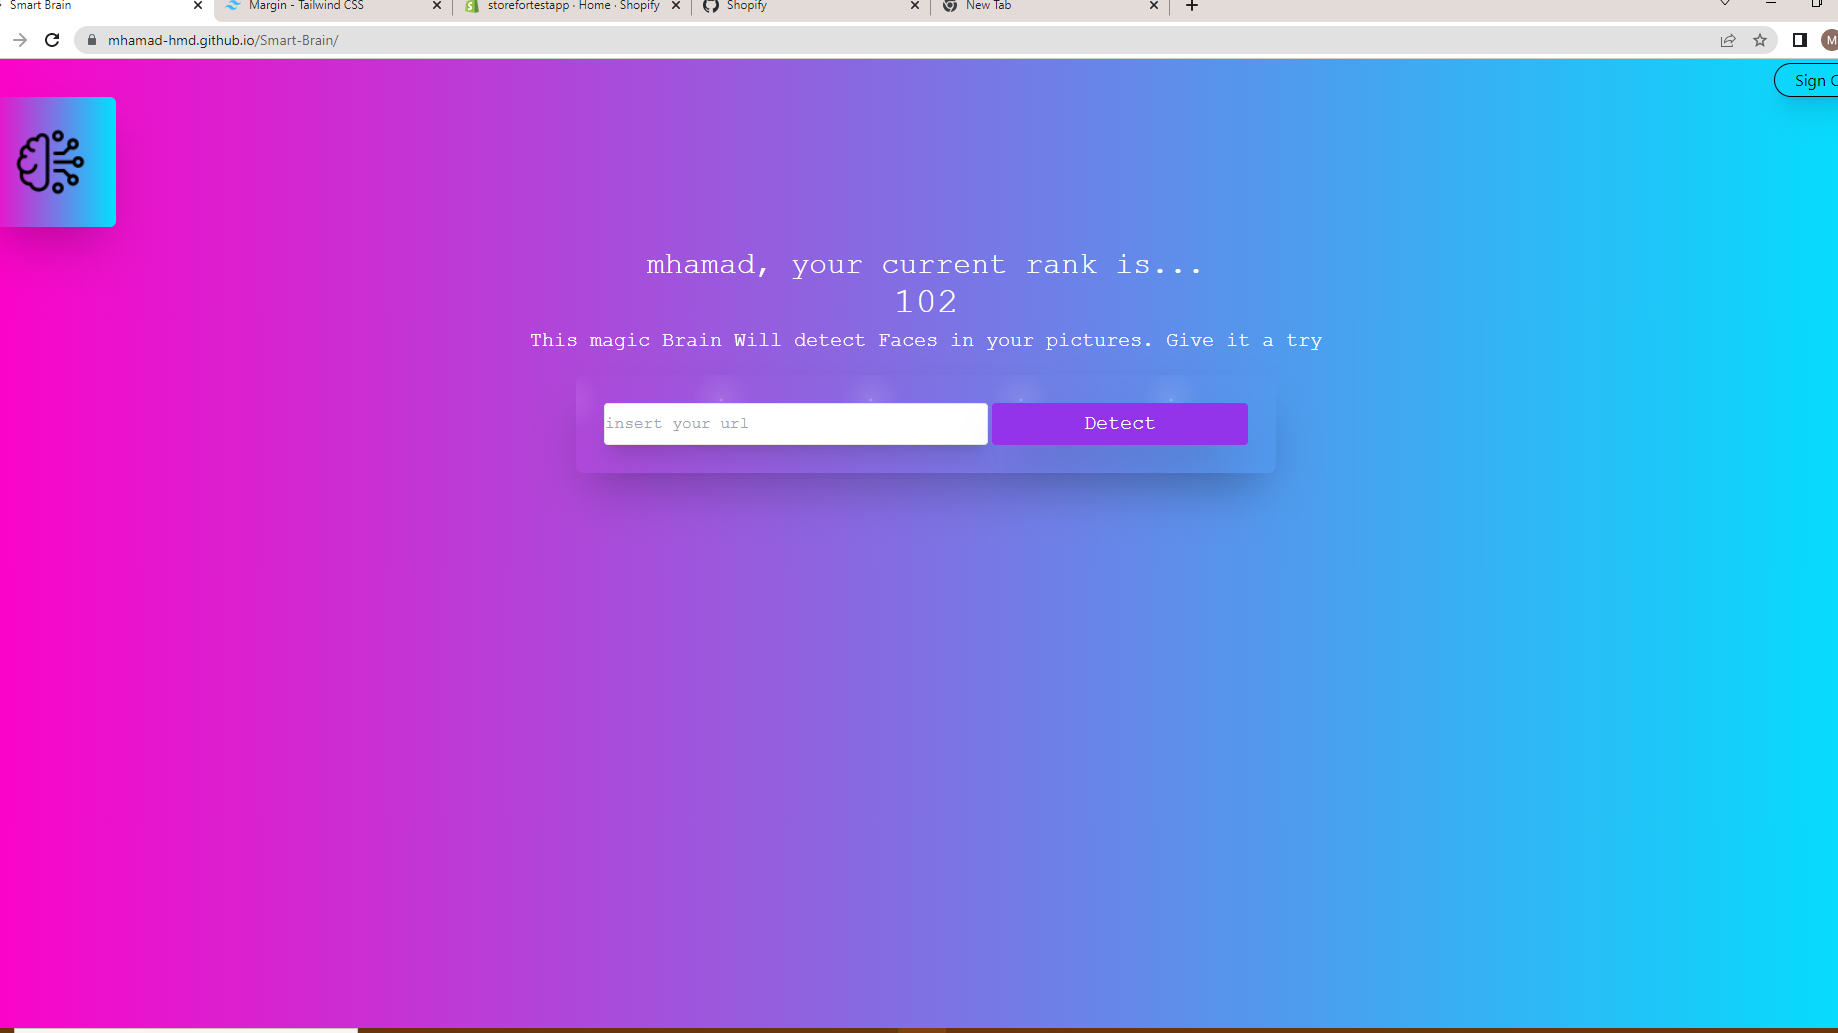 Smart Brain
Margin - Tailwind CSS
storefortestapp · Home · Shopify
Shopify
New Tab
mhamad-hmd.github.io/Smart-Brain/
M
Sign
mhamad, your current rank is...
102
This magic Brain Will detect Faces in your pictures. Give it a try
insert your url
Detect